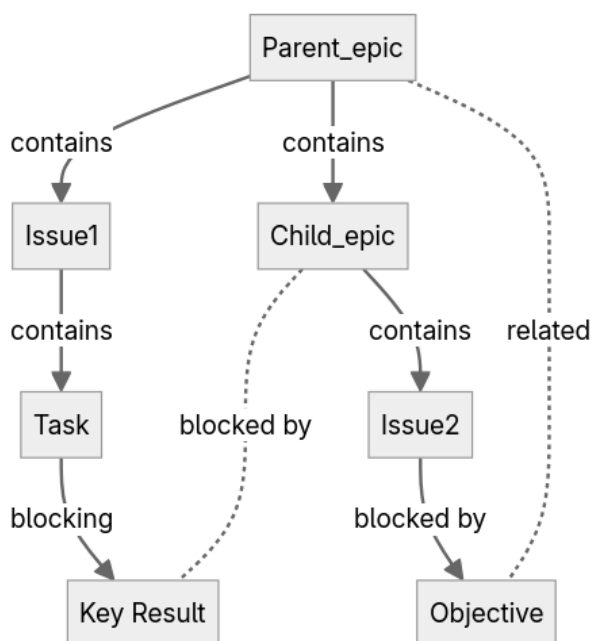 Parent_epic
contains
contains
Issue1
Child_epic
contains
contains
related
Task
blocked by
Issue2
blocking
blocked by
Key Result
Objective